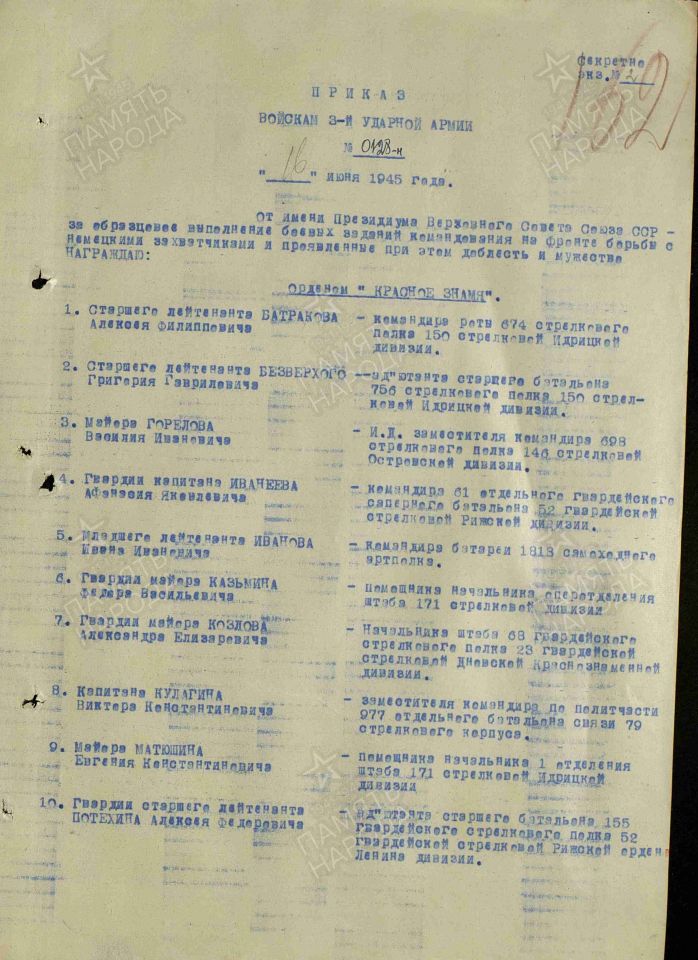 Секретно
экз.№ 2
152
ПРИКАЗ
ВОЙСКАМ 3-Й УДАРНОЙ АРМИИ
№ 0128-н
"16" июня 1945 года.
От имени Президиума Верховного Совета Союза ССР -
за образцовое выполнение боевых заданий командования на фронте борьбы с
немецкими захватчиками и проявленные при этом доблесть и мужество
НАГРАЖДАЮ:
Орденом " КРАСНОЕ ЗНАМЯ".
1. Старшего лейтенанта БАТРАКОВА - командира роты 674 стрелкового
Алексея Филипповича полка 150 стрелковой Идрицкой
дивизии.
2. Старшего лейтенанта БЕЗВЕРХОГО --ад"ютанта старшего батальона
Григория Гавриловича 756 стрелкового полка 150 стрел-
ковой Идрицкой дивизии.
3. Майора ГОРЕЛОВА - И.Д. заместителя командира 698
Василия Ивановича стрелкового полка 146 стрелковой
Островской дивизии.
4. Гвардии капитана ИВАНЕЕВА - командира 61 отдельного гвардейского
Афанасия Яковлевича саперного батальона 52 гвардейской
стрелковой Рижской дивизии.
5. Младшего лейтенанта ИВАНОВА - командира батареи 1818 самоходного
Ивана Ивановича артполка.
6. Гвардии майора КАЗЬМИНА - помощника начальника оперотделения
Федора Васильевича штаба 171 стрелковой дивизии
7. Гвардии майора КОЗЛОВА - Начальника штаба 68 гвардейского
Александра Елизаровича стрелкового полка 23 гвардейской
стрелковой Дновской Краснознаменной
дивизии.
8. Капитана КУЛАГИНА - заместителя командира по политчасти
Виктора Константиновича 977 отдельного батальона связи 79
стрелкового корпуса.
9. Майора МАТЮШИНА - помощника начальника 1 отделения
Евгения Константиновича штаба 171 стрелковой Идрицкой
дивизии
10. Гвардии старшего лейтенанта - ад"ютанта старшего батальона 155
ПОТЕХИНА Алексея Федоровича гвардейского стрелкового полка 52
гвардейской стрелковой Рижской орден
Ленина дивизии.
ПАМЯТЬ
НАРОДА